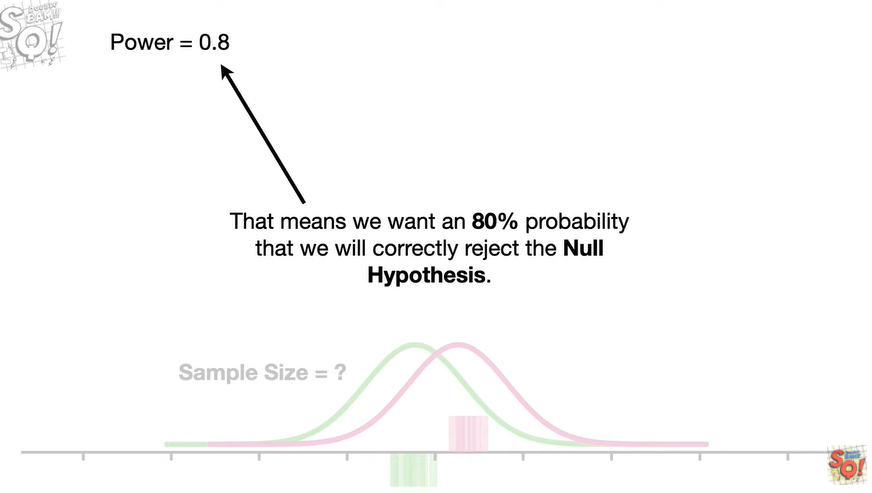 Power = 0.8
That means we want an 80% probability
that we will correctly reject the Null
Hypothesis.
Sample Size = ?
SQ!